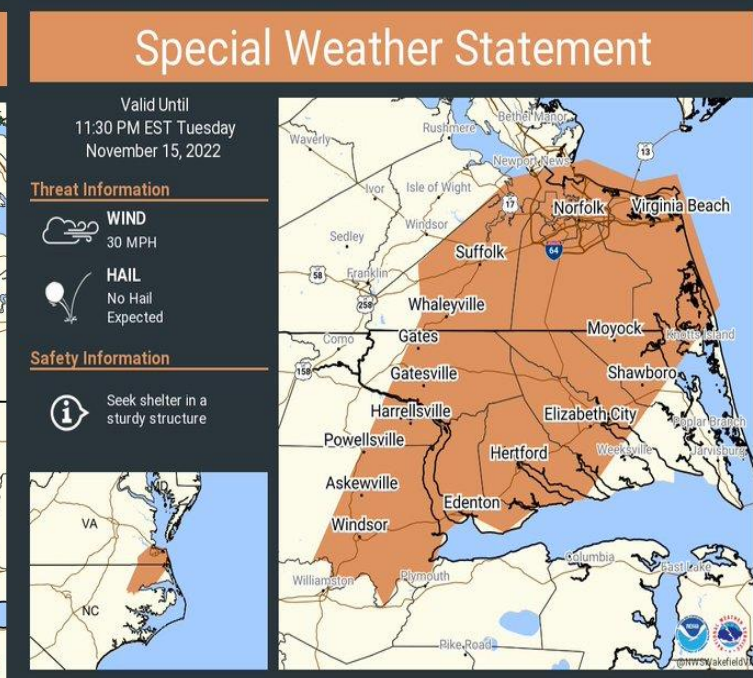 Special Weather Statement
Valid Until
11:30 PM EST Tuesday
November 15, 2022
Threat Information
WIND
30 MPH
HAIL
No Hail
Expected
Safety Information
Seek shelter in a
sturdy structure
MD
VA
NC
Bethel Manor
Rushmere
Waverly
13
Newport News
Ivor
Isle of Wight
17
Norfolk
Virginia Beach
Windsor
Sedley
Suffolk
64
58
Franklin
258
Whaleyville
Moyock
Knotts Island
Como
Gates
158
Gatesville
Shawboro
Harrellsville
Elizabeth City
Poplar Branch
Powellsville
Hertford
Weeksville
Jarvisburg
Askewville
Edenton
Windsor
Columbia
East Lake
Williamston
Plymouth
Pike Road
NOAA